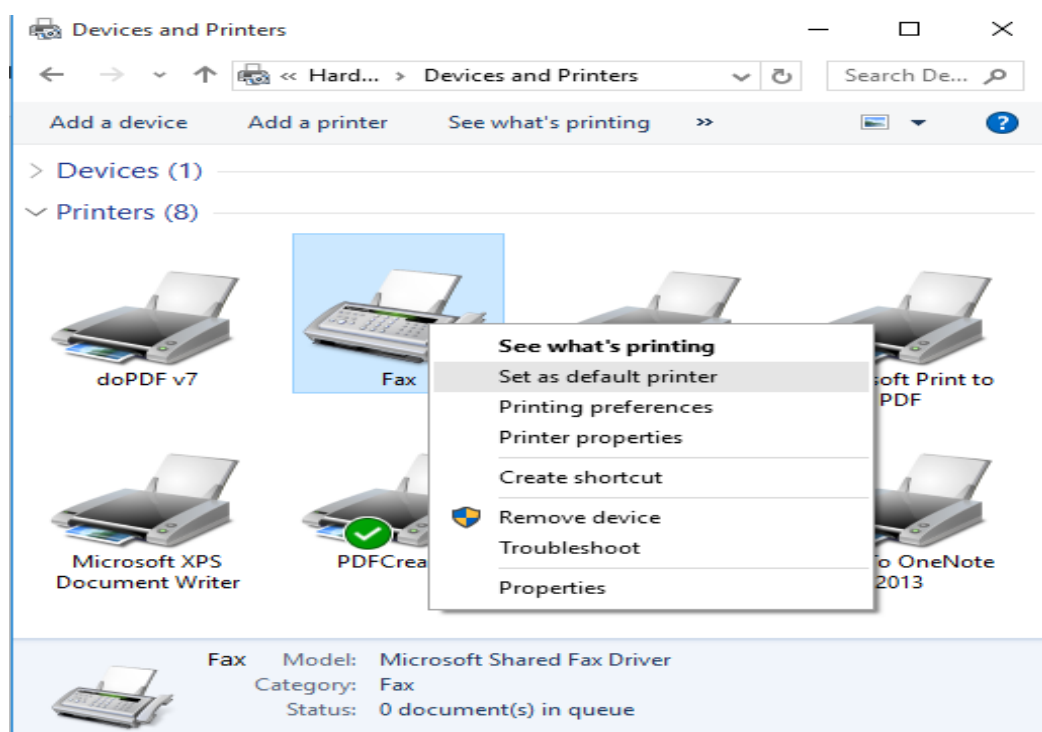 Devices and Printers
« Hard... > Devices and Printers
Search De...
Add a device Add a printer See what's printing »
Devices (1)
Printers (8)
doPDF v7
Fax
See what's printing
Set as default printer
Printing preferences
Printer properties
Create shortcut
Remove device
Troubleshoot
Properties
soft Print to
PDF
Microsoft XPS
Document Writer
PDFCrea
o OneNote
2013
Fax Model: Microsoft Shared Fax Driver
Category: Fax
Status: 0 document(s) in queue